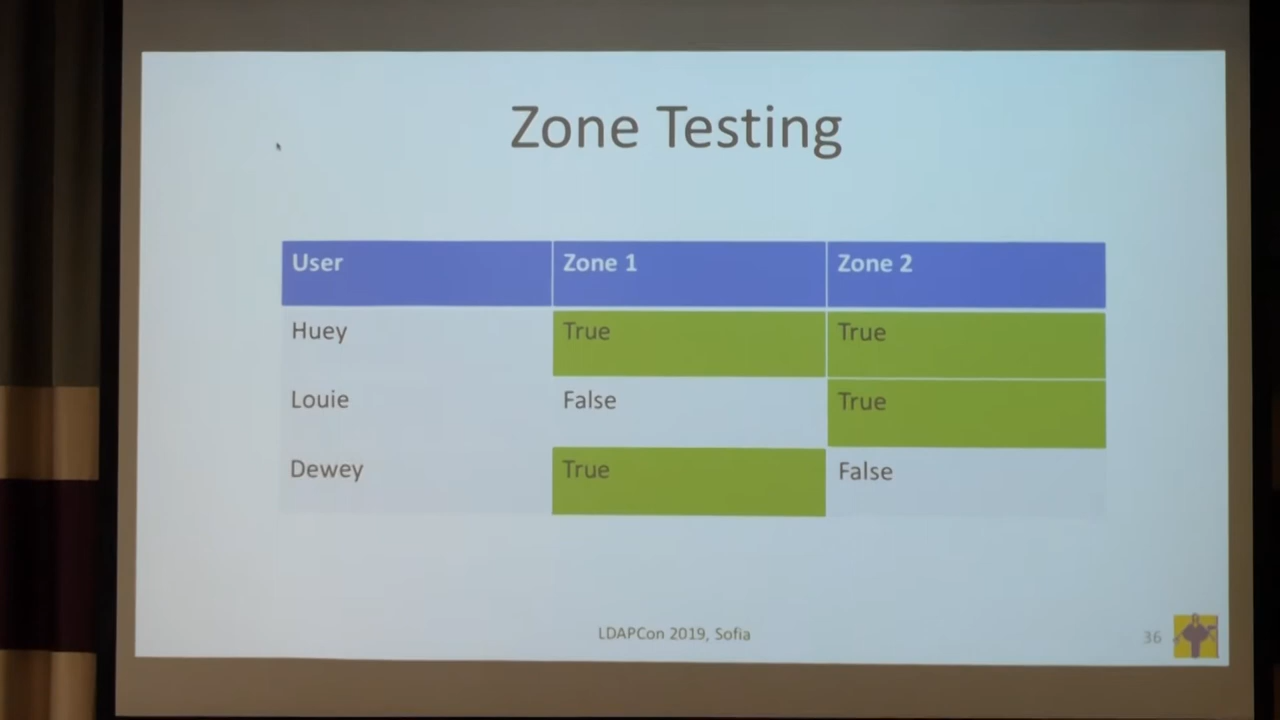 Zone Testing
User Zone 1 Zone 2
Huey True True
Louie False True
Dewey True False
LDAPCon 2019, Sofia
36